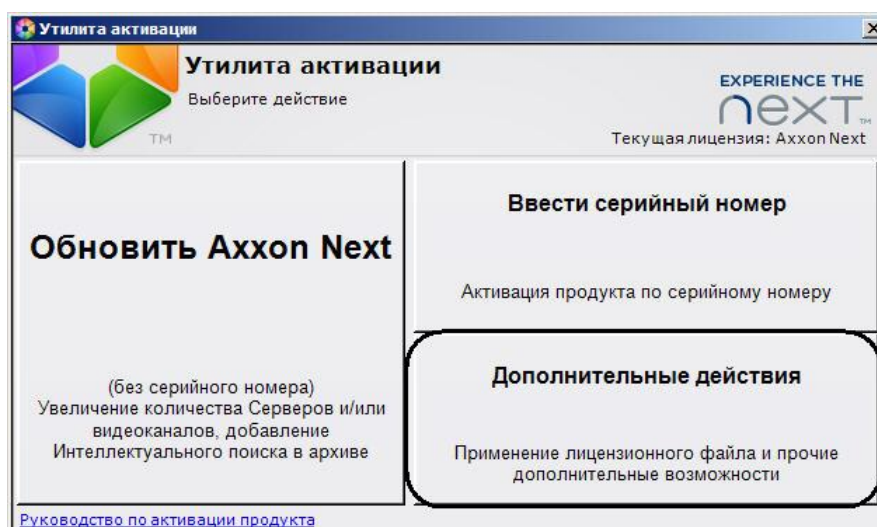 Утилита активации
Утилита активации
Выберите действие
TM
EXPERIENCE THE
next TM
Текущая лицензия: Axxon Next
Обновить Axxon Next
(без серийного номера)
Увеличение количества Серверов и/или
видеоканалов, добавление
Интеллектуального поиска в архиве
Ввести серийный номер
Активация продукта по серийному номеру
Дополнительные действия
Применение лицензионного файла и прочие
дополнительные возможности
Руководство по активации продукта